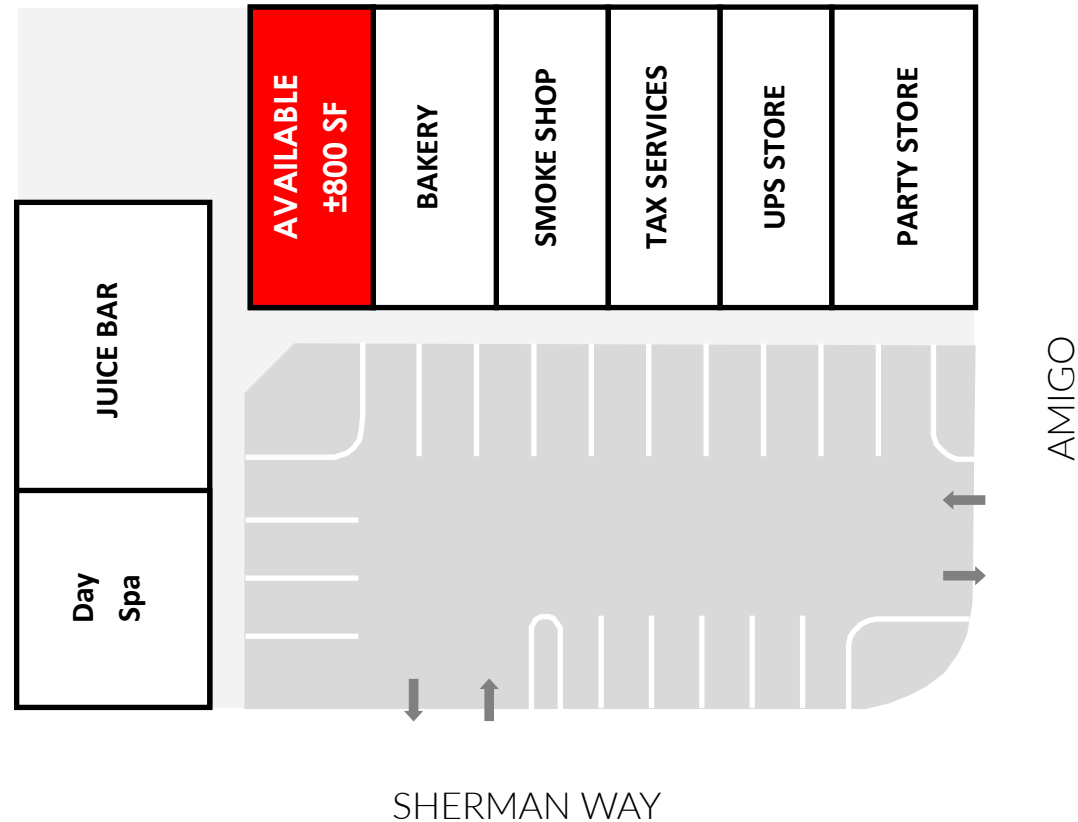 AVAILABLE
±800 SF
BAKERY
SMOKE SHOP
TAX SERVICES
UPS STORE
PARTY STORE
JUICE BAR
Day
Spa
AMIGO
SHERMAN WAY